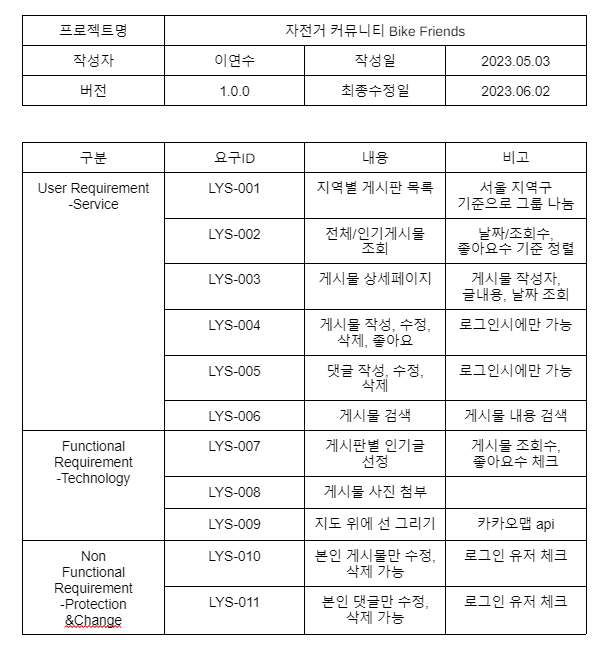 프로젝트명 자전거 커뮤니티 Bike Friends
작성자 이연수 작성일 2023.05.03
버전 1.0.0 최종수정일 2023.06.02
구분 요구ID 내용 비고
User Requirement
-Service
LYS-001 지역별 게시판 목록 서울 지역구
기준으로 그룹 나눔
LYS-002 전체/인기게시물
조회
날짜/조회수,
좋아요수 기준 정렬
LYS-003 게시물 상세페이지 게시물 작성자,
글내용, 날짜 조회
LYS-004 게시물 작성, 수정,
삭제, 좋아요
로그인시에만 가능
LYS-005 댓글 작성, 수정,
삭제
로그인시에만 가능
LYS-006 게시물 검색 게시물 내용 검색
Functional
Requirement
-Technology
LYS-007 게시판별 인기글
선정
게시물 조회수,
좋아요수 체크
LYS-008 게시물 사진 첨부
LYS-009 지도 위에 선 그리기 카카오맵 api
Non
Functional
Requirement
-Protection
&Change
LYS-010 본인 게시물만 수정,
삭제 가능
로그인 유저 체크
LYS-011 본인 댓글만 수정,
삭제 가능
로그인 유저 체크